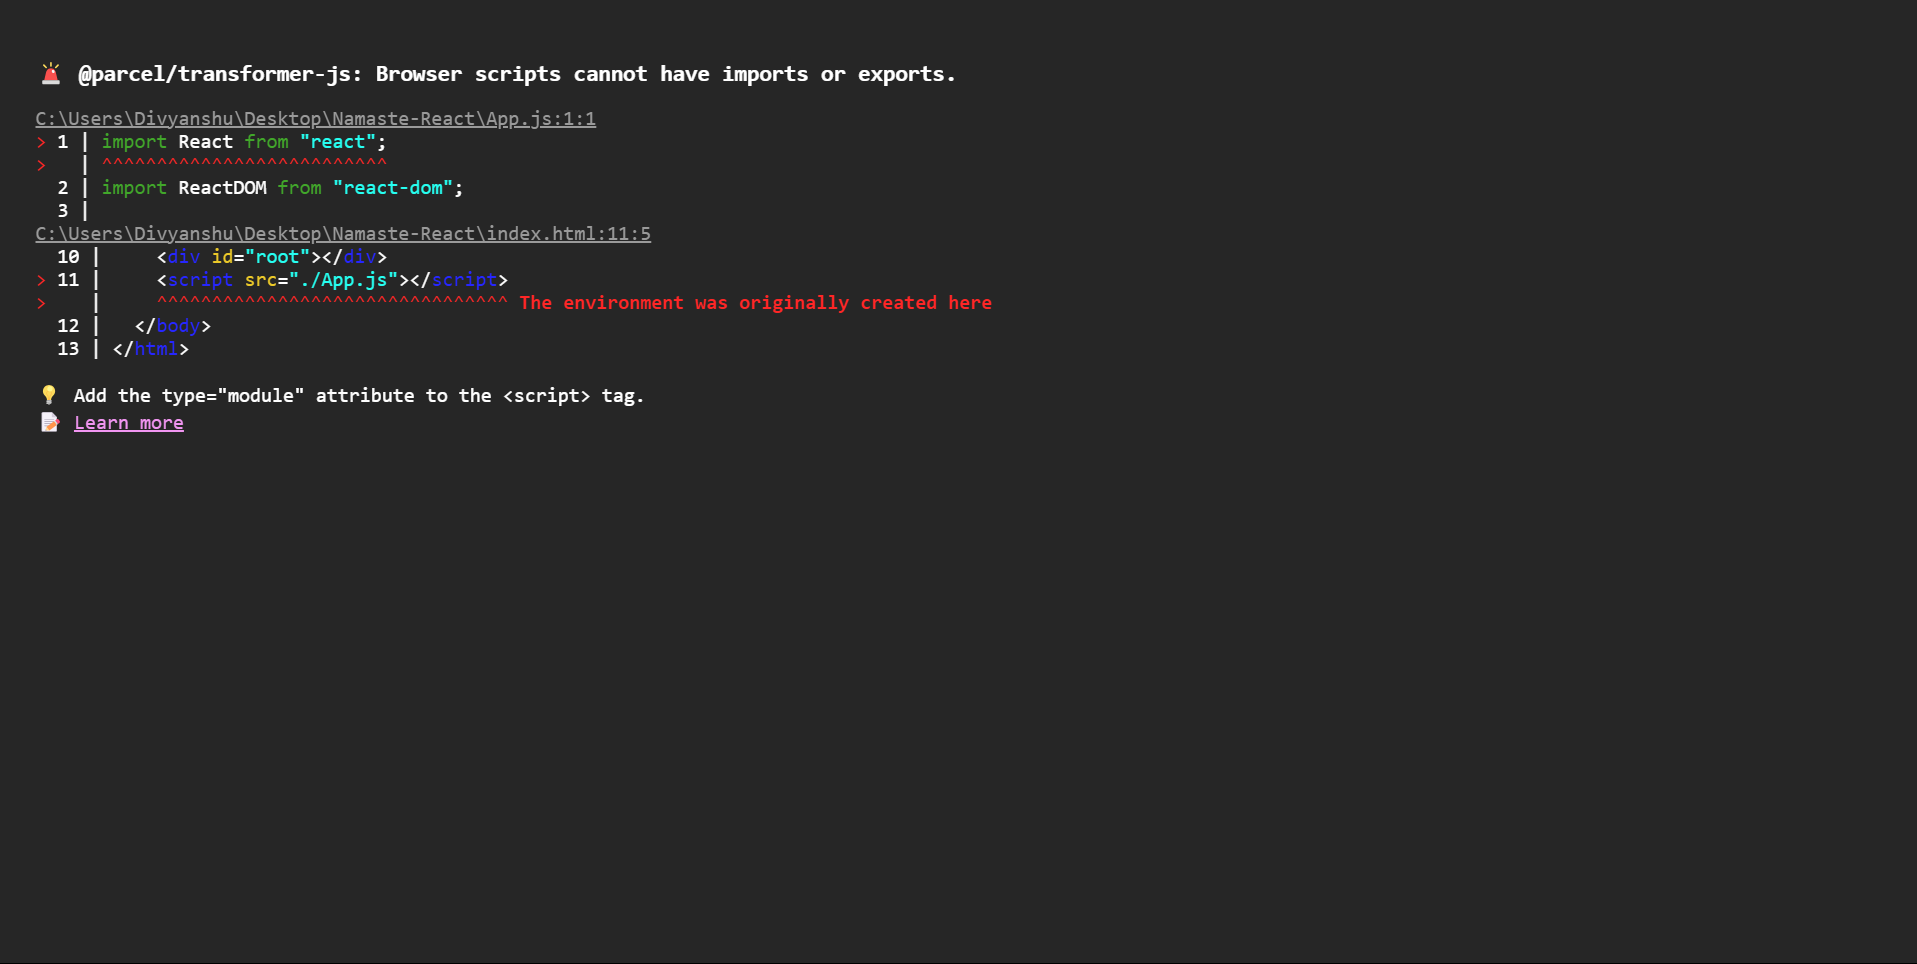 🚨 @parcel/transformer-js: Browser scripts cannot have imports or exports.
C:\Users\Divyanshu\Desktop\Namaste-React\App.js:1:1
> 1 | import React from "react";
>   | ^^^^^^^^^^^^^^^^^^^^^^^^^^
  2 | import ReactDOM from "react-dom";
  3 |
C:\Users\Divyanshu\Desktop\Namaste-React\index.html:11:5
  10 |     <div id="root"></div>
> 11 |     <script src="./App.js"></script>
>    |     ^^^^^^^^^^^^^^^^^^^^^^^^^^^^^^^^ The environment was originally created here
  12 |   </body>
  13 | </html>
💡 Add the type="module" attribute to the <script> tag.
📝 Learn more